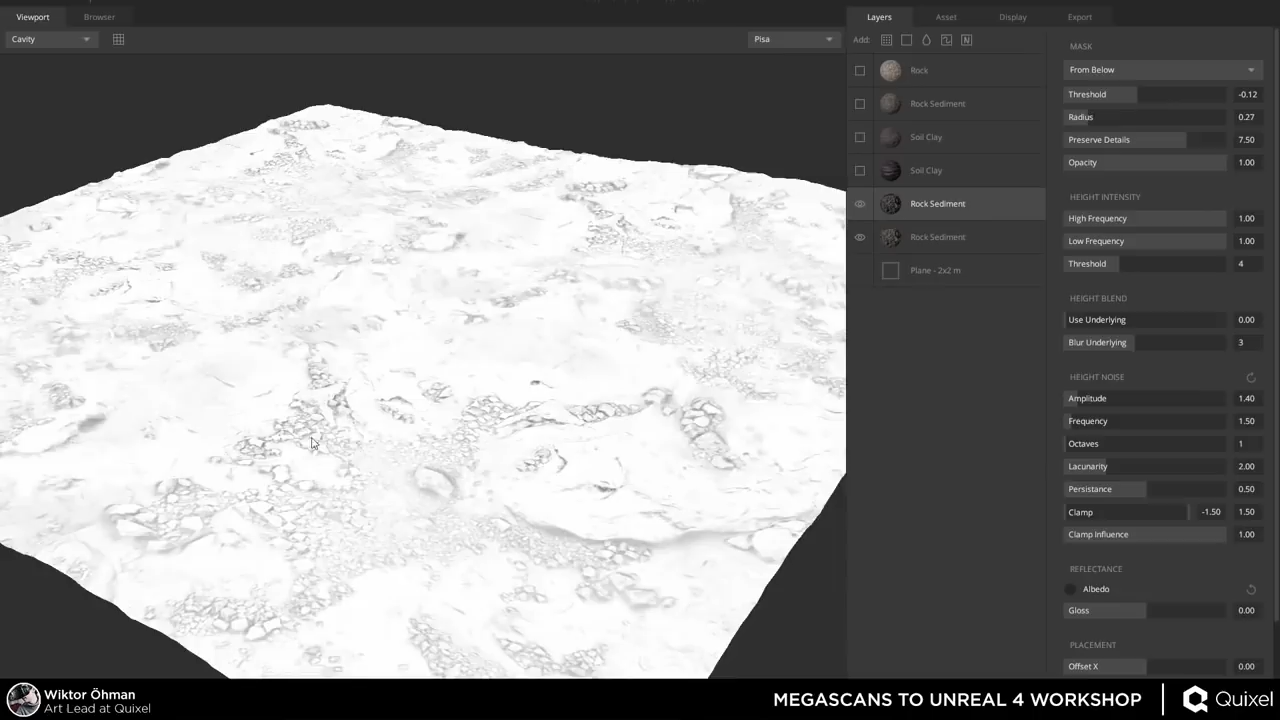 Viewport Browser
Cavity
Pisa
Layers Asset Display Export
Add:
N
Rock
Rock Sediment
Soil Clay
Soil Clay
Rock Sediment
Rock Sediment
Plane - 2x2 m
MASK
From Below
Threshold -0.12
Radius 0.27
Preserve Details 7.50
Opacity 1.00
HEIGHT INTENSITY
High Frequency 1.00
Low Frequency 1.00
Threshold 4
HEIGHT BLEND
Use Underlying 0.00
Blur Underlying 3
HEIGHT NOISE
Amplitude 1.40
Frequency 1.50
Octaves 1
Lacunarity 2.00
Persistance 0.50
Clamp -1.50 1.50
Clamp Influence 1.00
REFLECTANCE
Albedo
Gloss 0.00
PLACEMENT
Offset X 0.00
Wiktor Öhman
Art Lead at Quixel
MEGASCANS TO UNREAL 4 WORKSHOP
Quixel